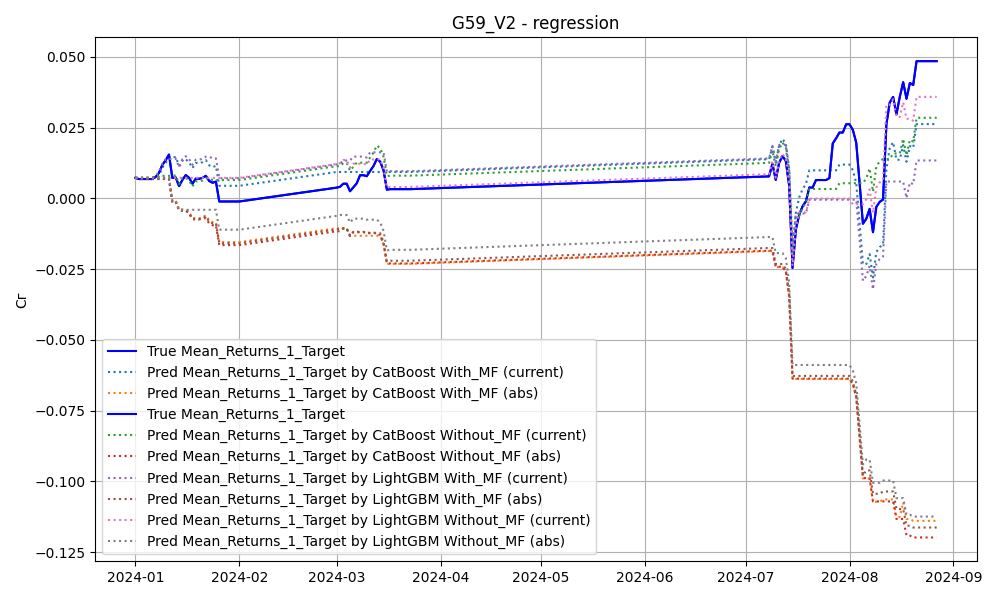 G59_V2 - regression
0.050
0.025
0.000
−0.025
−0.050
−0.075
−0.100
−0.125
Cr
True Mean_Returns_1_Target
Pred Mean_Returns_1_Target by CatBoost With_MF (current)
Pred Mean_Returns_1_Target by CatBoost With_MF (abs)
True Mean_Returns_1_Target
Pred Mean_Returns_1_Target by CatBoost Without_MF (current)
Pred Mean_Returns_1_Target by CatBoost Without_MF (abs)
Pred Mean_Returns_1_Target by LightGBM With_MF (current)
Pred Mean_Returns_1_Target by LightGBM With_MF (abs)
Pred Mean_Returns_1_Target by LightGBM Without_MF (current)
Pred Mean_Returns_1_Target by LightGBM Without_MF (abs)
2024-01 2024-02 2024-03 2024-04 2024-05 2024-06 2024-07 2024-08 2024-09